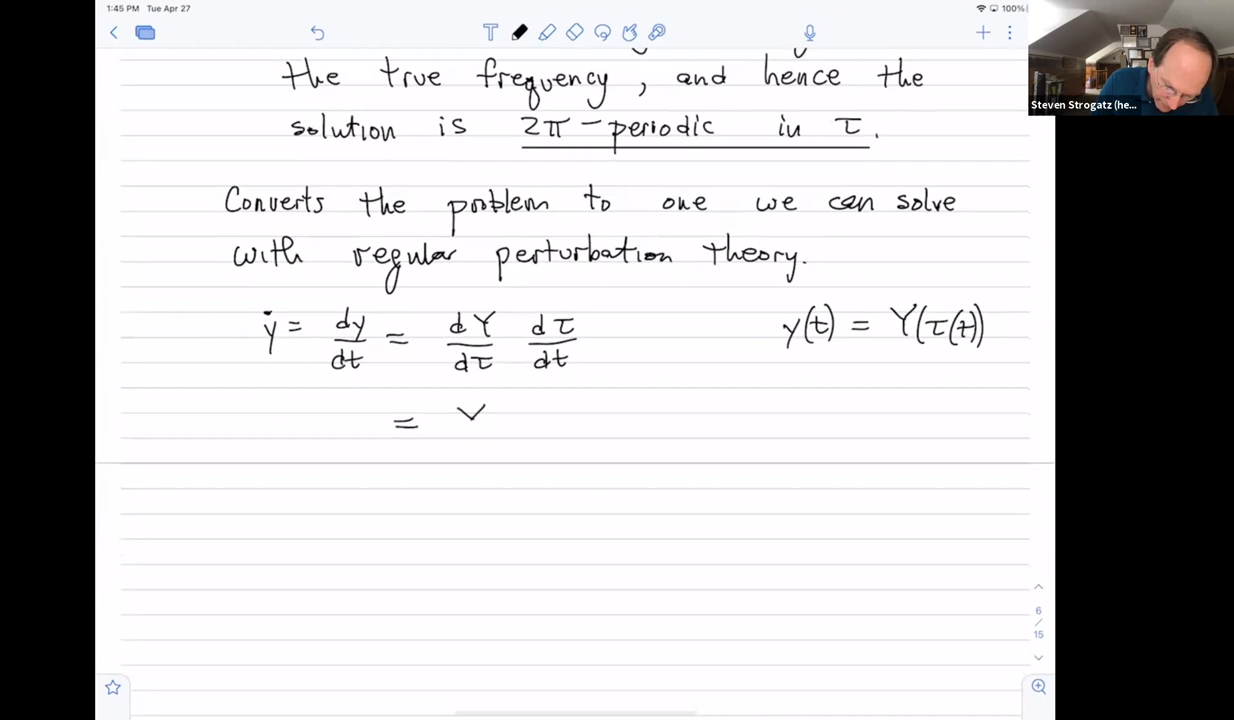 1:45 PM Tue Apr 27
100%
the true frequency, and hence the
solution is 2π-periodic in τ.
Converts the problem to one we can solve
with regular perturbation theory.
ẏ = dy/dt = dY/dτ dτ/dt
y(t) = Y(τ(t))
=
6
/
15
T
Steven Strogatz (he...